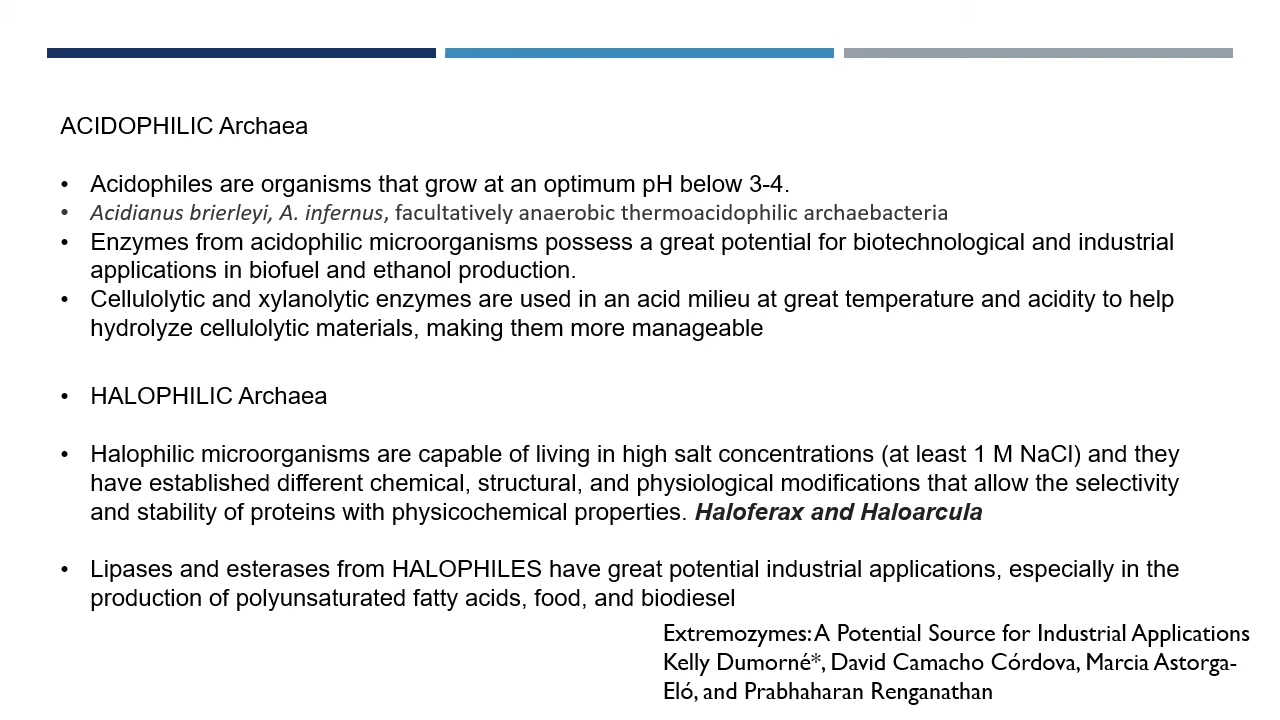 ACIDOPHILIC Archaea
• Acidophiles are organisms that grow at an optimum pH below 3-4.
• Acidianus brierleyi, A. infernus, facultatively anaerobic thermoacidophilic archaebacteria
• Enzymes from acidophilic microorganisms possess a great potential for biotechnological and industrial
applications in biofuel and ethanol production.
• Cellulolytic and xylanolytic enzymes are used in an acid milieu at great temperature and acidity to help
hydrolyze cellulolytic materials, making them more manageable
• HALOPHILIC Archaea
• Halophilic microorganisms are capable of living in high salt concentrations (at least 1 M NaCl) and they
have established different chemical, structural, and physiological modifications that allow the selectivity
and stability of proteins with physicochemical properties. Haloferax and Haloarcula
• Lipases and esterases from HALOPHILES have great potential industrial applications, especially in the
production of polyunsaturated fatty acids, food, and biodiesel
Extremozymes: A Potential Source for Industrial Applications
Kelly Dumorné*, David Camacho Córdova, Marcia Astorga-
Eló, and Prabhaharan Renganathan